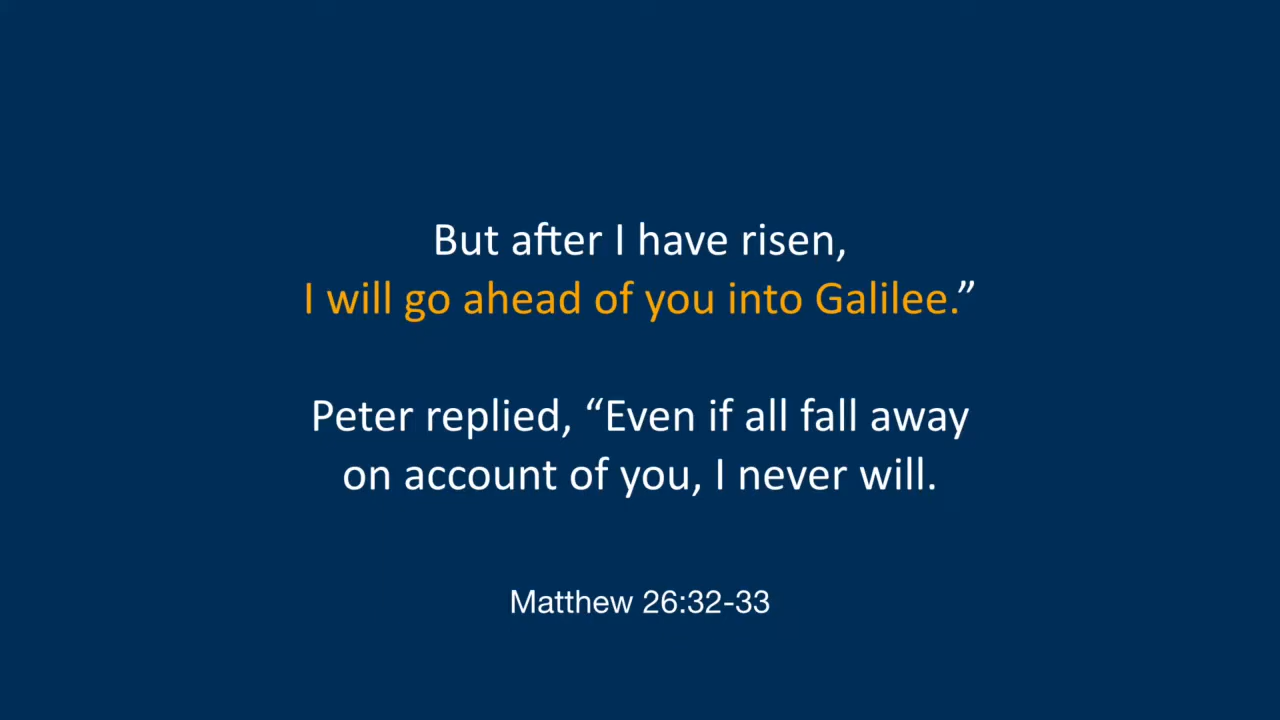 But after I have risen,
I will go ahead of you into Galilee.”
Peter replied, “Even if all fall away
on account of you, I never will.
Matthew 26:32-33